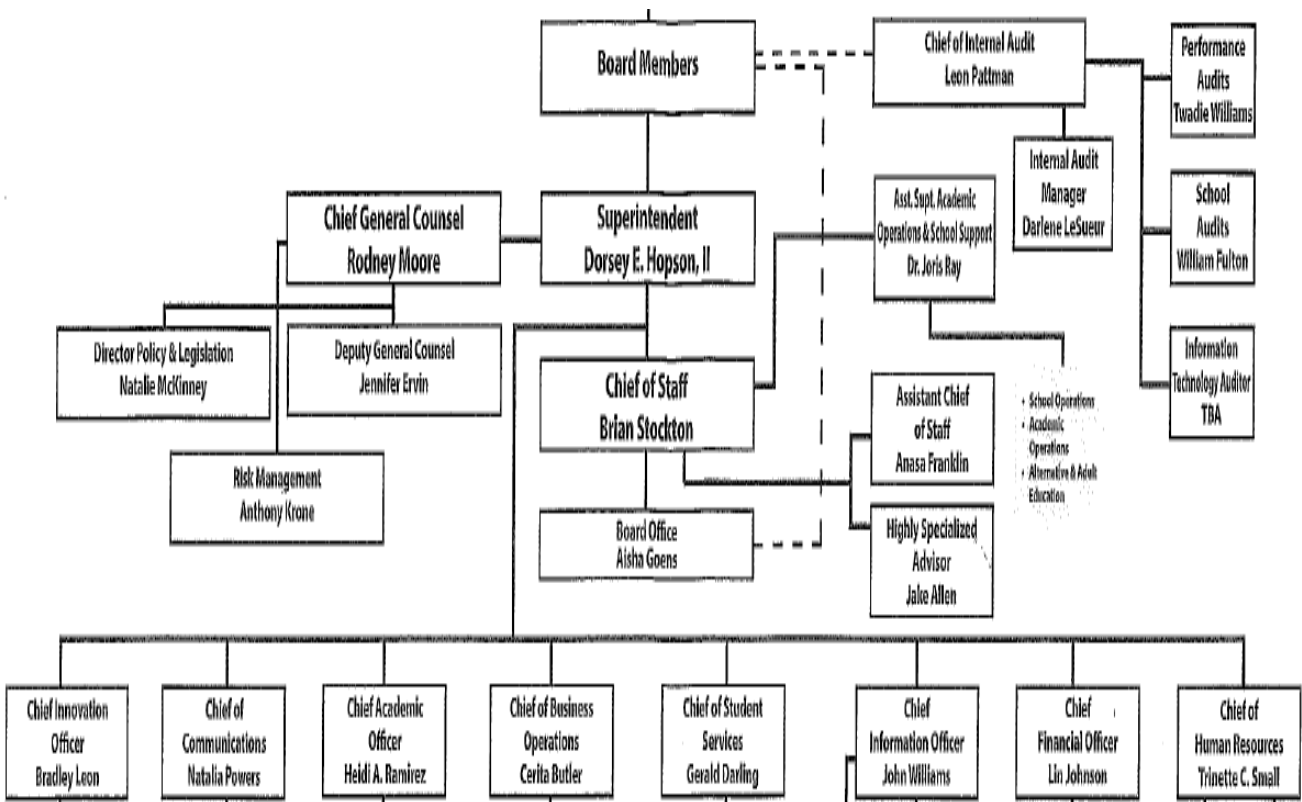 Board Members
Chief of Internal Audit
Leon Pattman
Performance
Audits
Twadie Williams
Internal Audit
Manager
Darlene LeSueur
School
Audits
William Fulton
Information
Technology Auditor
TBA
Chief General Counsel
Rodney Moore
Superintendent
Dorsey E. Hopson, II
Asst. Supt. Academic
Operations & School Support
Dr. Joris Ray
• School Operations
• Academic
Operations
• Alternative & Adult
Education
Director Policy & Legislation
Natalie McKinney
Deputy General Counsel
Jennifer Ervin
Risk Management
Anthony Krone
Chief of Staff
Brian Stockton
Assistant Chief
of Staff
Anasa Franklin
Highly Specialized
Advisor
Jake Allen
Board Office
Aisha Goens
Chief Innovation
Officer
Bradley Leon
Chief of
Communications
Natalia Powers
Chief Academic
Officer
Heidi A. Ramirez
Chief of Business
Operations
Cerita Butler
Chief of Student
Services
Gerald Darling
Chief
Information Officer
John Williams
Chief
Financial Officer
Lin Johnson
Chief of
Human Resources
Trinette C. Small